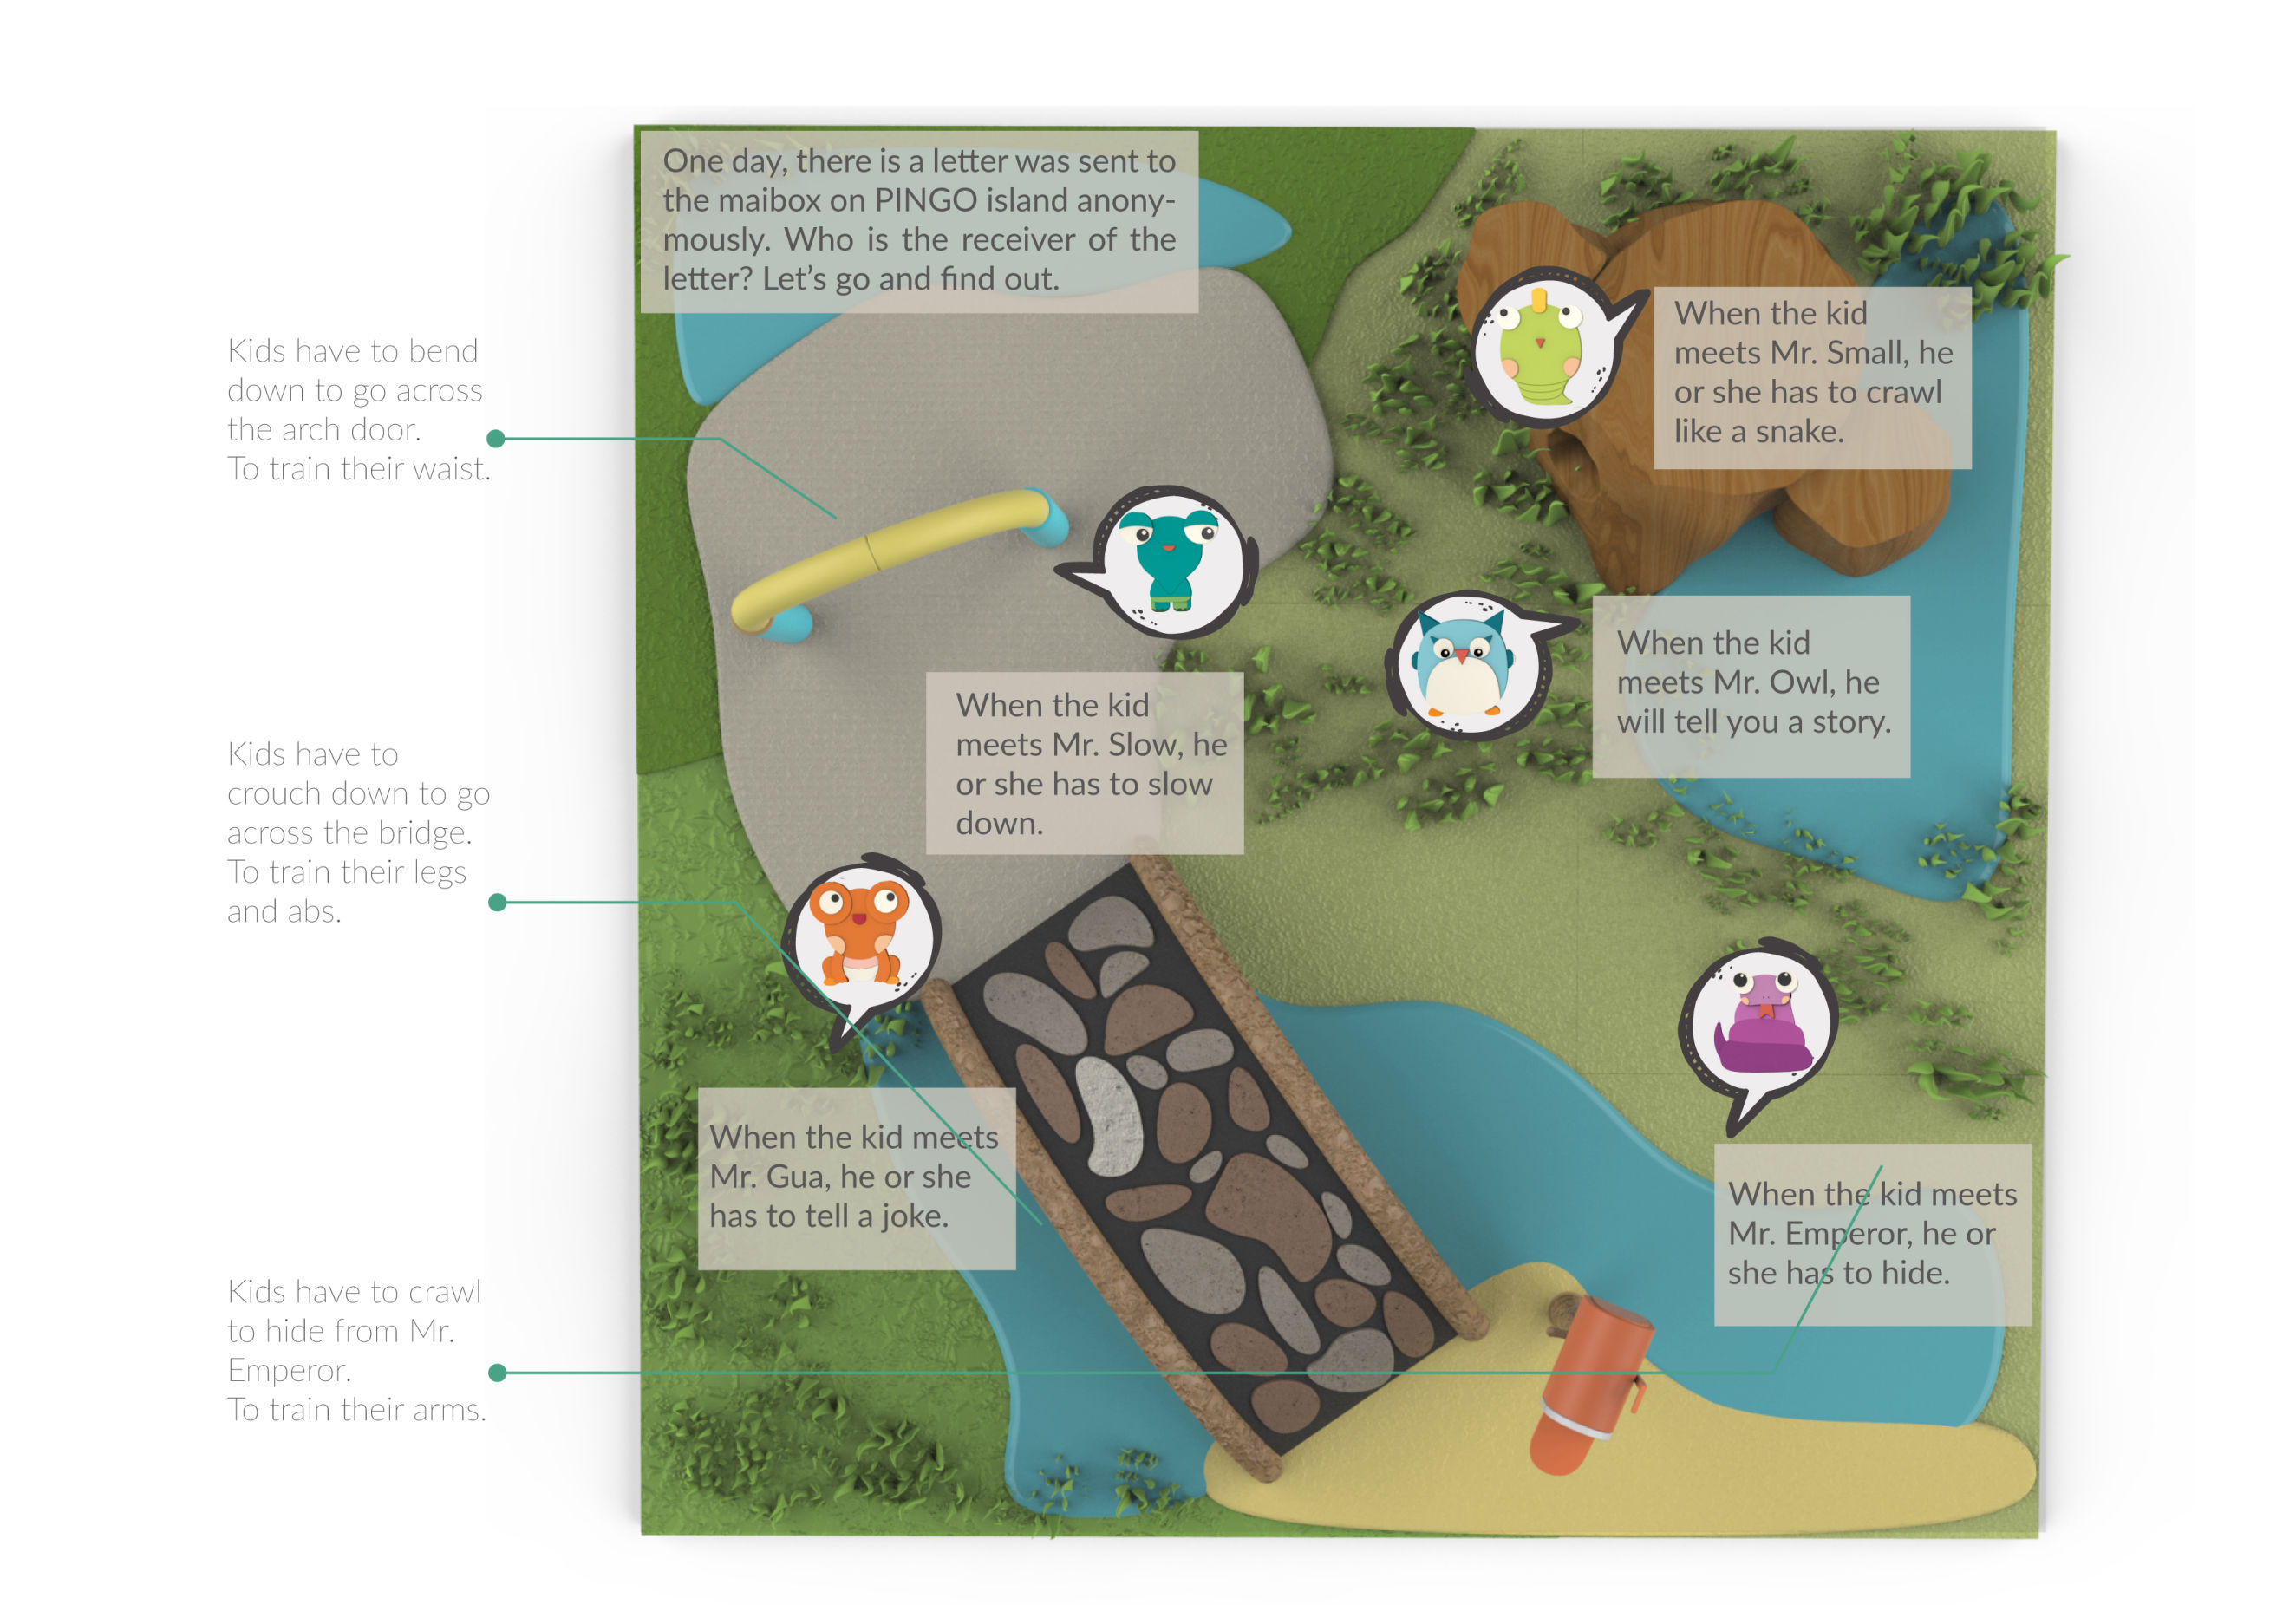 One day, there is a letter was sent to
the maibox on PINGO island anony-
mously. Who is the receiver of the
letter? Let's go and find out.
Kids have to bend
down to go across
the arch door.
To train their waist.
When the kid
meets Mr. Small, he
or she has to crawl
like a snake.
When the kid
meets Mr. Owl, he
will tell you a story.
When the kid
meets Mr. Slow, he
or she has to slow
down.
Kids have to
crouch down to go
across the bridge.
To train their legs
and abs.
When the kid meets
Mr. Gua, he or she
has to tell a joke.
When the kid meets
Mr. Emperor, he or
she has to hide.
Kids have to crawl
to hide from Mr.
Emperor.
To train their arms.